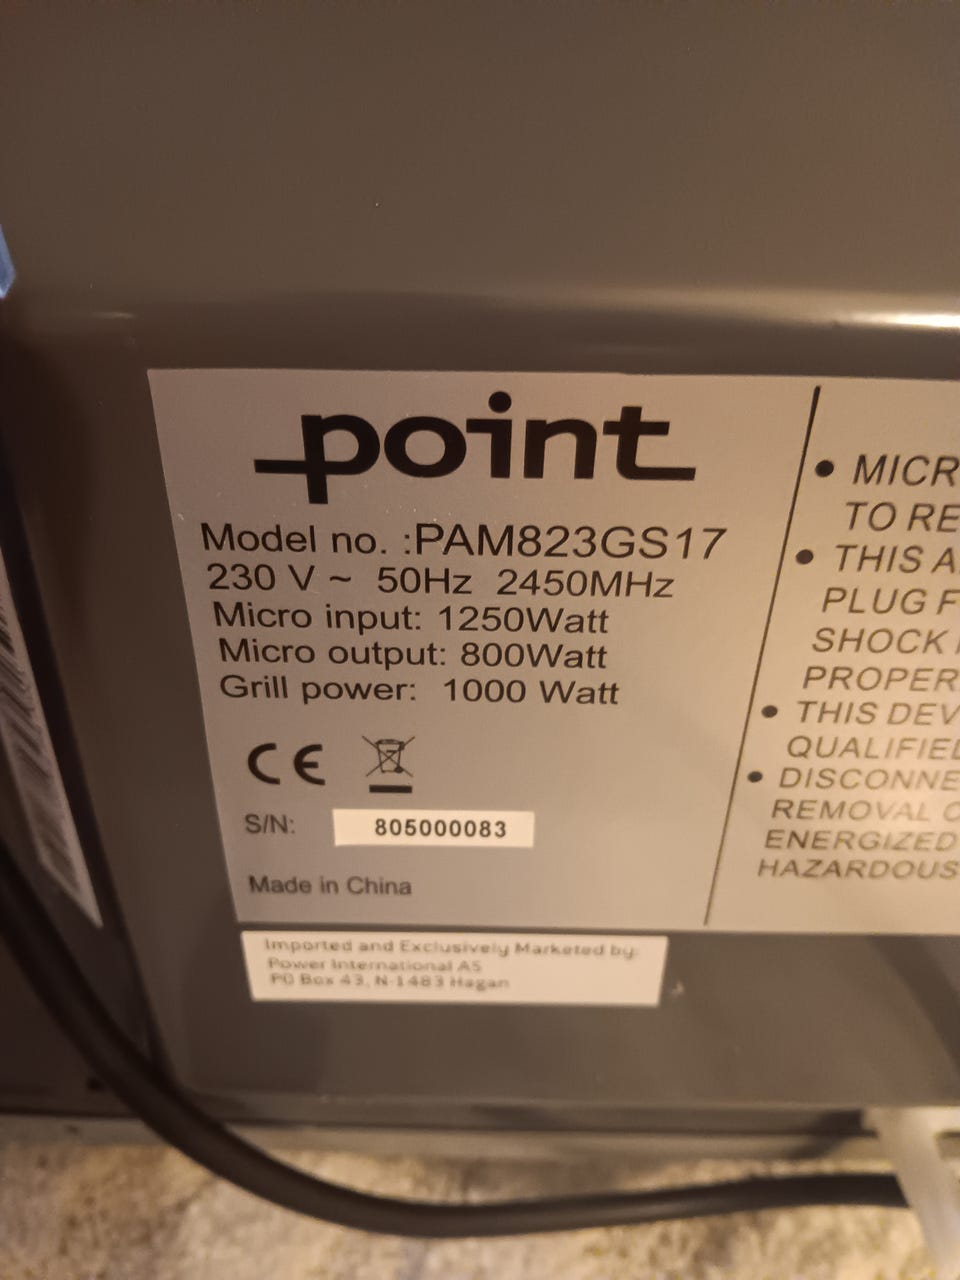 point
Model no. :PAM823GS17
230 V ~ 50Hz 2450MHz
Micro input: 1250Watt
Micro output: 800Watt
Grill power: 1000 Watt
CE
S/N: 805000083
Made in China
Imported and Exclusively Marketed by:
Power International AS
PO Box 43, N-1483 Hagan
• MICR
TO RE
• THIS A
PLUG F
SHOCK
PROPER
• THIS DEV
QUALIFIE
• DISCONNE
REMOVAL
ENERGIZED
HAZARDOUS